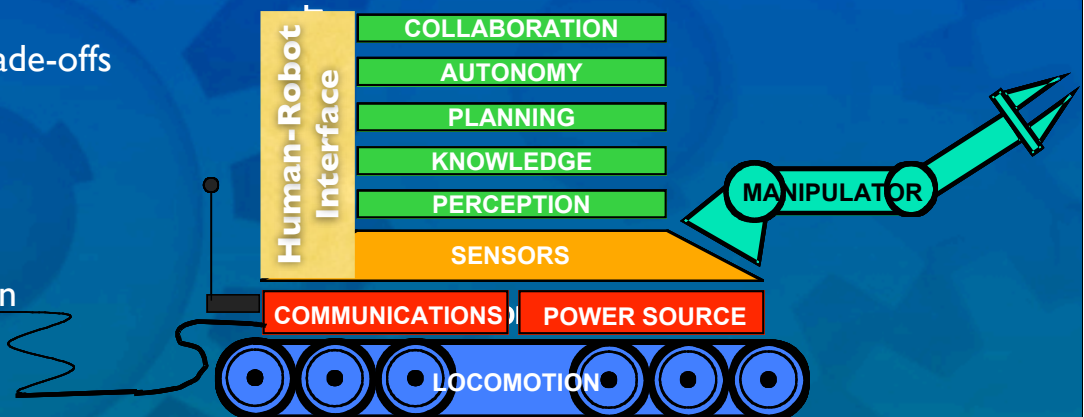 ade-offs
n
Human-Robot
Interface
COLLABORATION
AUTONOMY
PLANNING
KNOWLEDGE
PERCEPTION
SENSORS
MANIPULATOR
COMMUNICATIONS
POWER SOURCE
LOCOMOTION